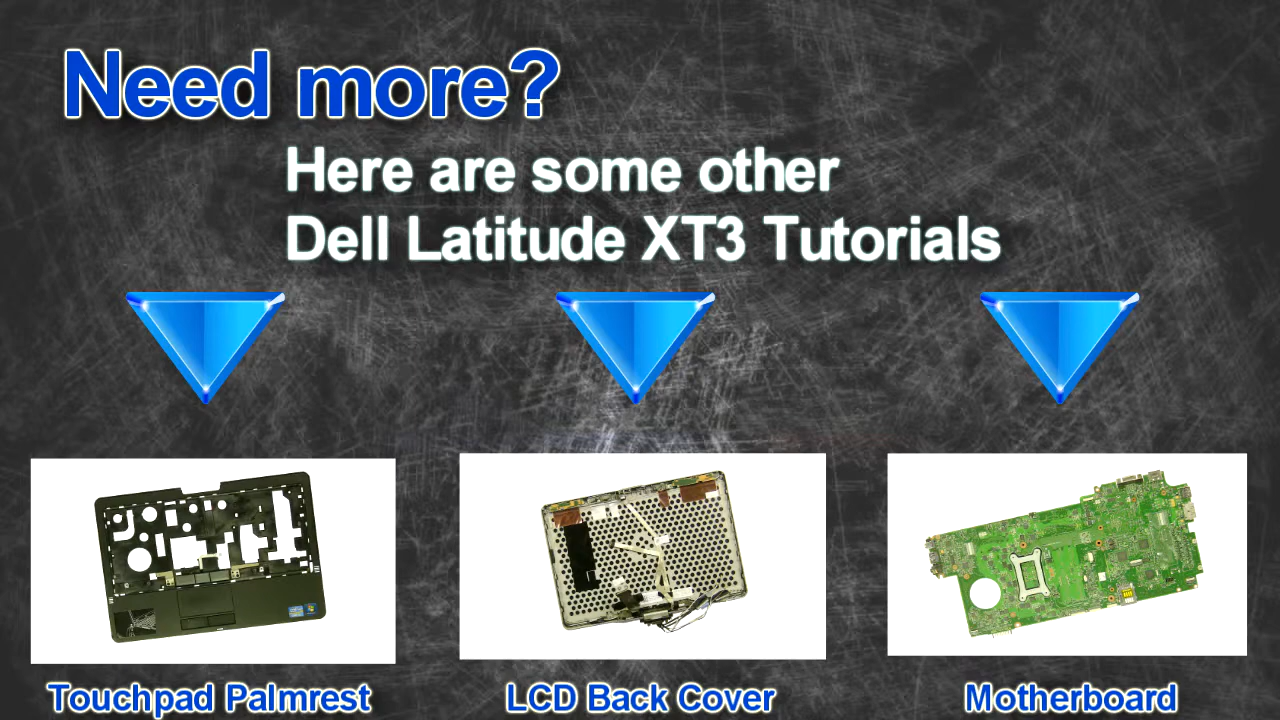 Need more?
Here are some other
Dell Latitude XT3 Tutorials
Touchpad Palmrest
LCD Back Cover
Motherboard